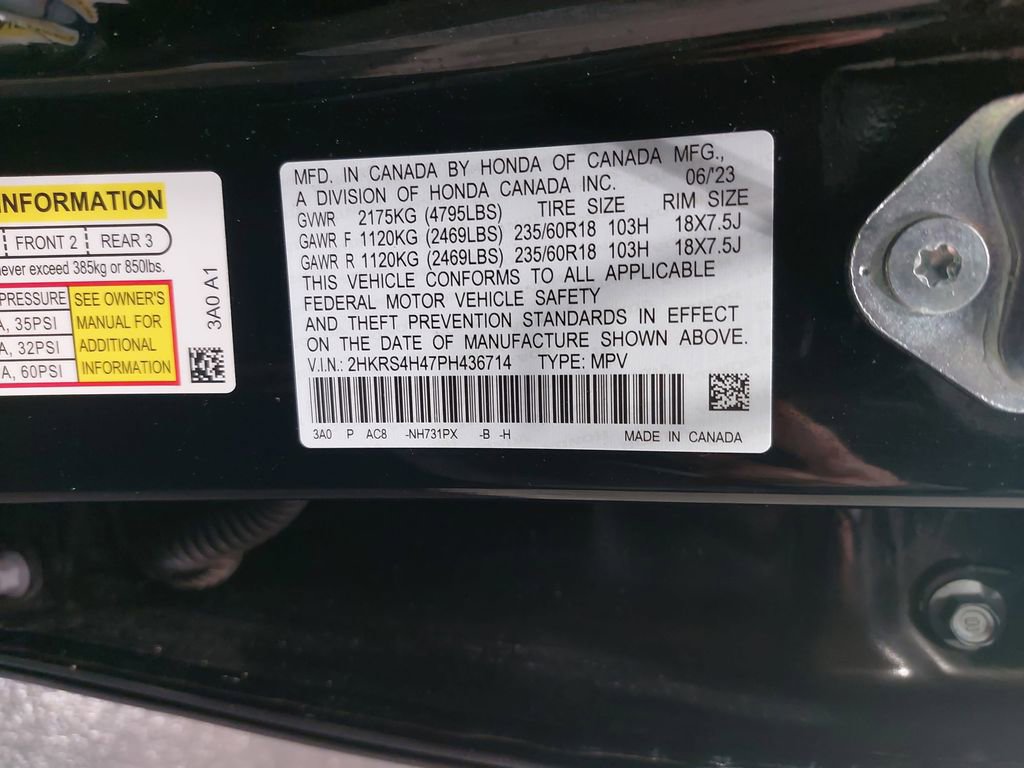 INFORMATION
FRONT 2 REAR 3
never exceed 385kg or 850lbs.
PRESSURE
35PSI
32PSI
60PSI
SEE OWNER'S
MANUAL FOR
ADDITIONAL
INFORMATION
3A0 A1
MFD. IN CANADA BY HONDA OF CANADA MFG.,
A DIVISION OF HONDA CANADA INC. 06/'23
GVWR 2175KG (4795LBS) TIRE SIZE RIM SIZE
GAWR F 1120KG (2469LBS) 235/60R18 103H 18X7.5J
GAWR R 1120KG (2469LBS) 235/60R18 103H 18X7.5J
THIS VEHICLE CONFORMS TO ALL APPLICABLE
FEDERAL MOTOR VEHICLE SAFETY
AND THEFT PREVENTION STANDARDS IN EFFECT
ON THE DATE OF MANUFACTURE SHOWN ABOVE.
V.I.N.: 2HKRS4H47PH436714 TYPE: MPV
3A0 P AC8 -NH731PX -B -H MADE IN CANADA
8